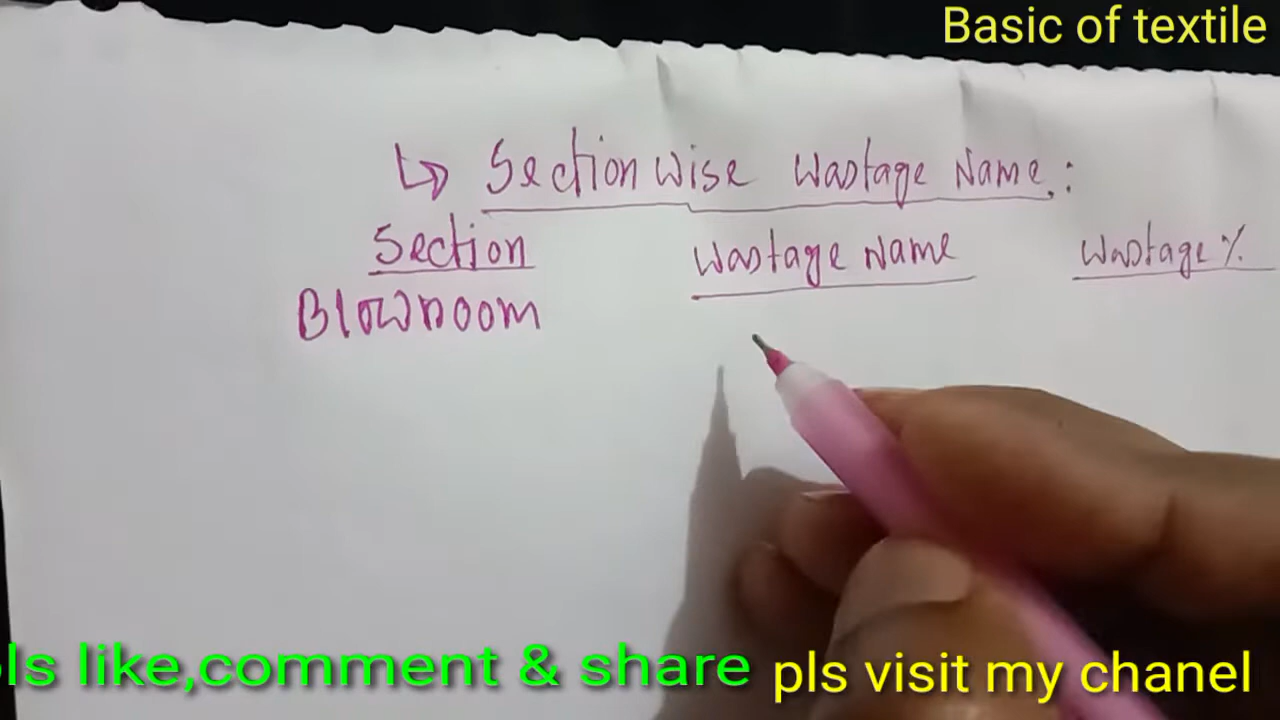 Basic of textile
Section wise wastage Name:
Section wastage Name wastage %
Blowroom
pls like,comment & share pls visit my chanel